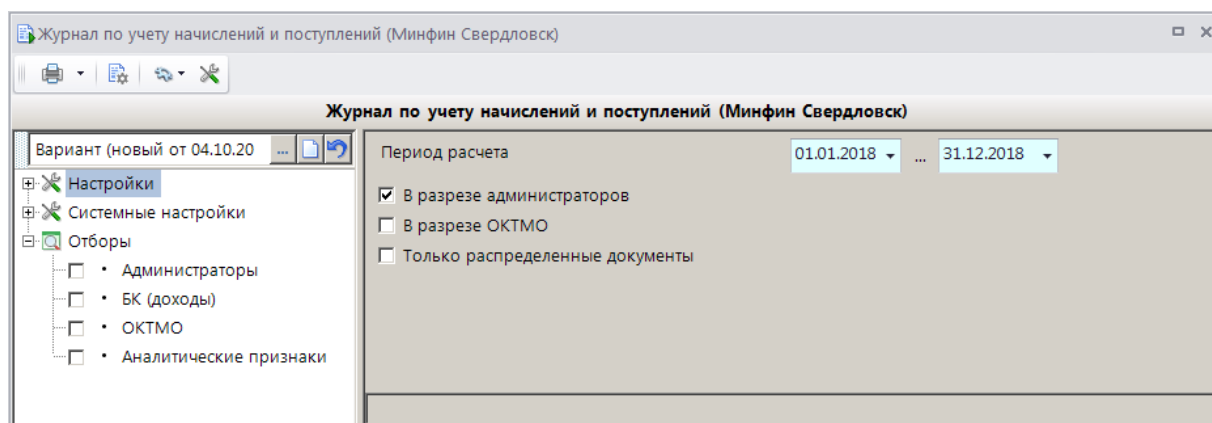 Журнал по учету начислений и поступлений (Минфин Свердловск)
Журнал по учету начислений и поступлений (Минфин Свердловск)
Вариант (новый от 04.10.20 ...
Настройки
Системные настройки
Отборы
• Администраторы
• БК (доходы)
• ОКТМО
• Аналитические признаки
Период расчета 01.01.2018 ... 31.12.2018
В разрезе администраторов
В разрезе ОКТМО
Только распределенные документы